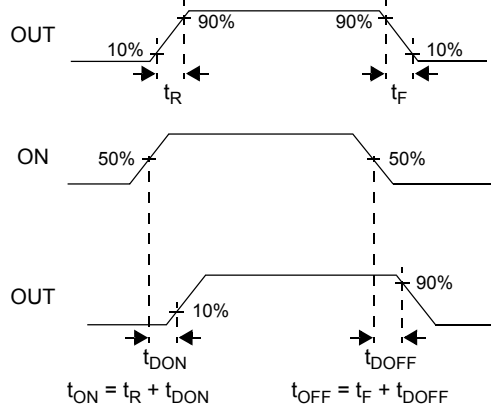 OUT 10% 90% 90% 10%
tR tF
ON 50% 50%
OUT 10% 90%
tDON tDOFF
tON = tR + tDON tOFF = tF + tDOFF